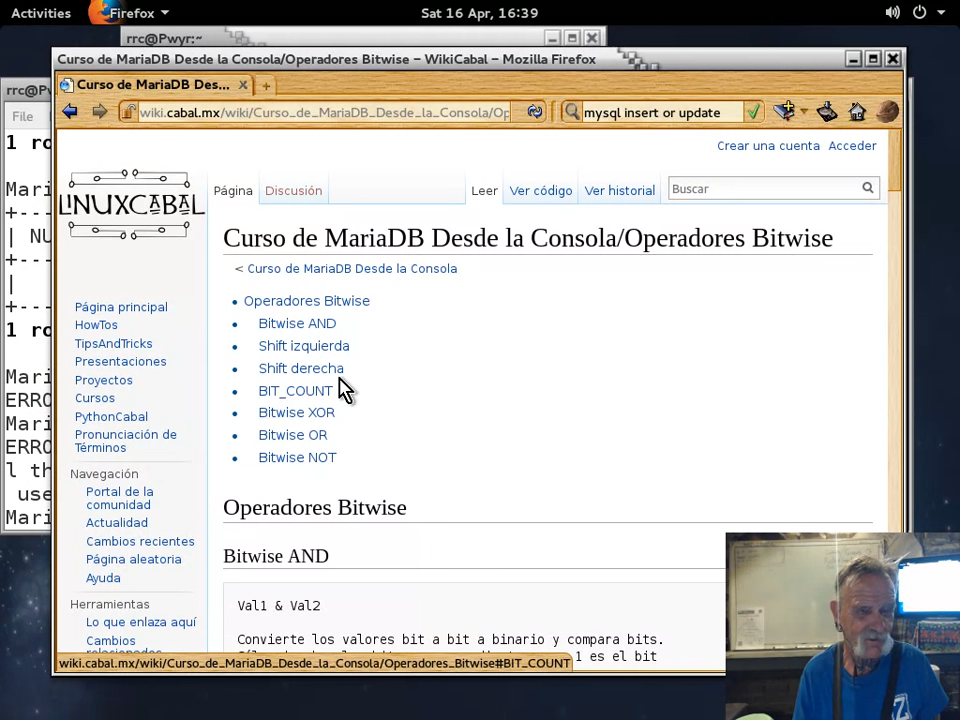 Activities Firefox Sat 16 Apr, 16:39
rrc@Pwyr:~
Curso de MariaDB Desde la Consola/Operadores Bitwise – WikiCabal – Mozilla Firefox
rrc@Pw
Curso de MariaDB Des...
File
wiki.cabal.mx/wiki/Curso_de_MariaDB_Desde_la_Consola/Op
mysql insert or update
1 ro
Crear una cuenta Acceder
Mari
LINUXCABAL
Página Discusión Leer Ver código Ver historial Buscar
| NU
Curso de MariaDB Desde la Consola/Operadores Bitwise
< Curso de MariaDB Desde la Consola
Operadores Bitwise
Bitwise AND
Shift izquierda
Shift derecha
BIT_COUNT
Bitwise XOR
Bitwise OR
Bitwise NOT
Página principal
HowTos
TipsAndTricks
Presentaciones
Proyectos
Cursos
PythonCabal
Pronunciación de
Términos
Navegación
Portal de la
comunidad
Actualidad
Cambios recientes
Página aleatoria
Ayuda
Herramientas
Lo que enlaza aquí
Cambios
relacionados
1 ro
Mari
ERRO
Mari
ERRO
l th
use
Mari
Operadores Bitwise
Bitwise AND
Val1 & Val2
Convierte los valores bit a bit a binario y compara bits.
1 es el bit
wiki.cabal.mx/wiki/Curso_de_MariaDB_Desde_la_Consola/Operadores_Bitwise#BIT_COUNT